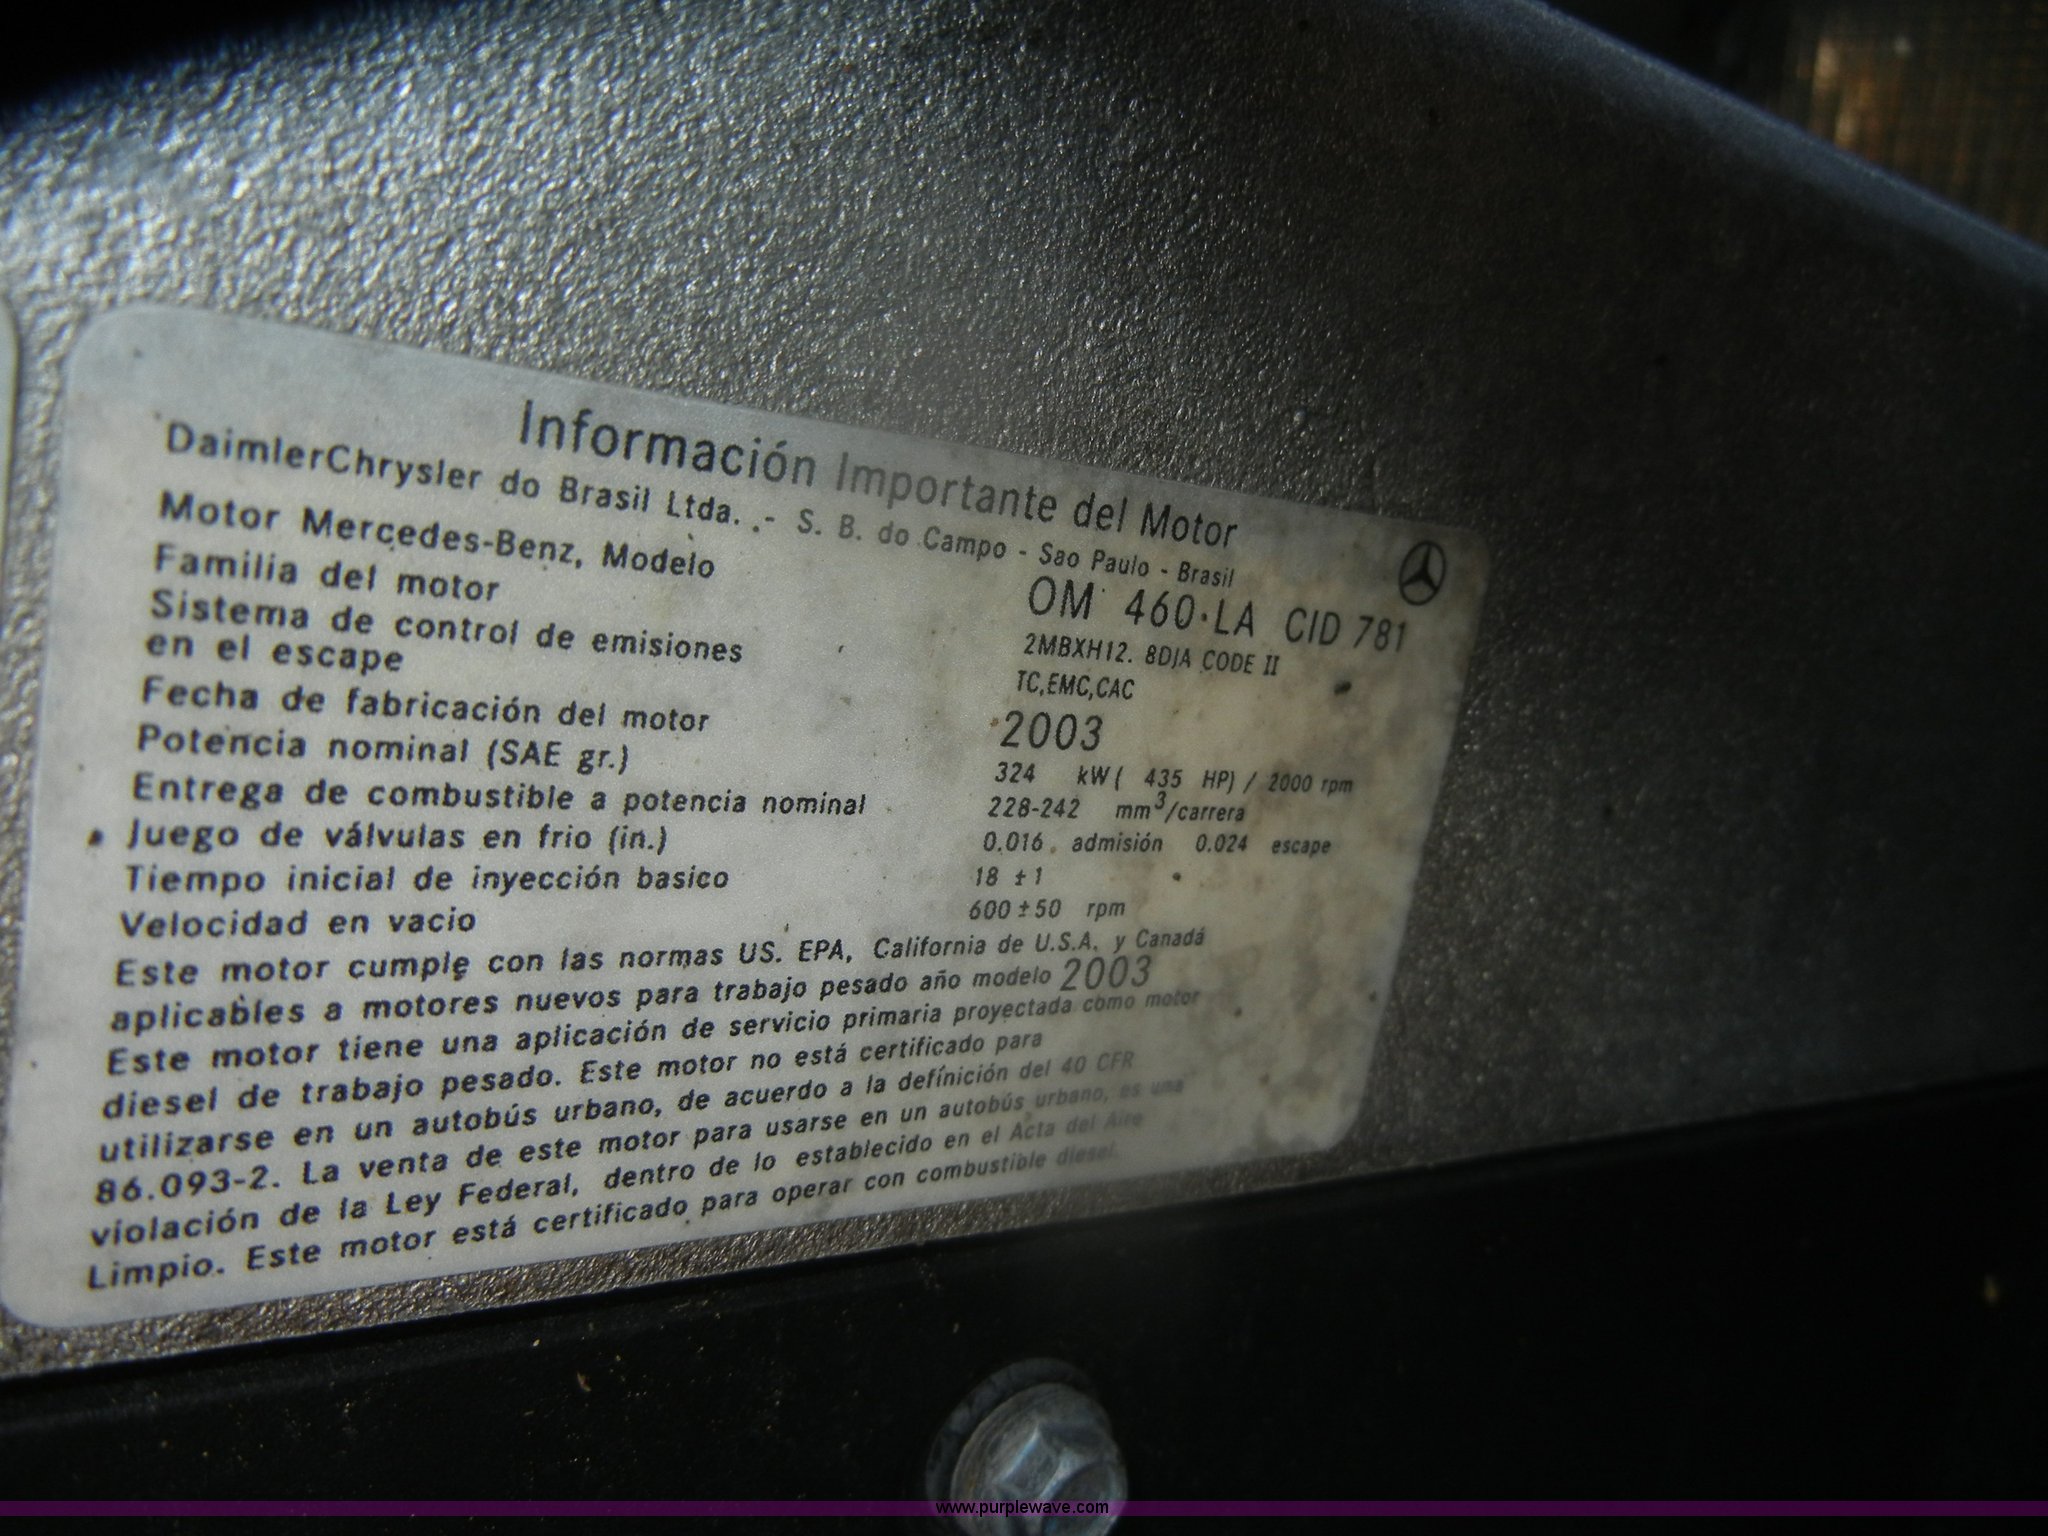 Información Importante del Motor
DaimlerChrysler do Brasil Ltda. - S. B. do Campo - Sao Paulo - Brasil
Motor Mercedes-Benz, Modelo OM 460·LA CID 781
Familia del motor 2MBXH12. 8DJA CODE II
Sistema de control de emisiones
en el escape TC,EMC,CAC
Fecha de fabricación del motor 2003
Potencia nominal (SAE gr.) 324 kW( 435 HP) / 2000 rpm
Entrega de combustible a potencia nominal 228-242 mm³/carrera
Juego de válvulas en frio (in.) 0.016 admisión 0.024 escape
Tiempo inicial de inyección basico 18 ±1
Velocidad en vacio 600±50 rpm
Este motor cumple con las normas US. EPA, California de U.S.A. y Canadá
aplicables a motores nuevos para trabajo pesado año modelo 2003
Este motor tiene una aplicación de servicio primaria proyectada como motor
diesel de trabajo pesado. Este motor no está certificado para
utilizarse en un autobús urbano, de acuerdo a la definición del 40 CFR
86.093-2. La venta de este motor para usarse en un autobús urbano, es una
violación de la Ley Federal, dentro de lo establecido en el Acta del Aire
Limpio. Este motor está certificado para operar con combustible diesel.
www.purplewave.com